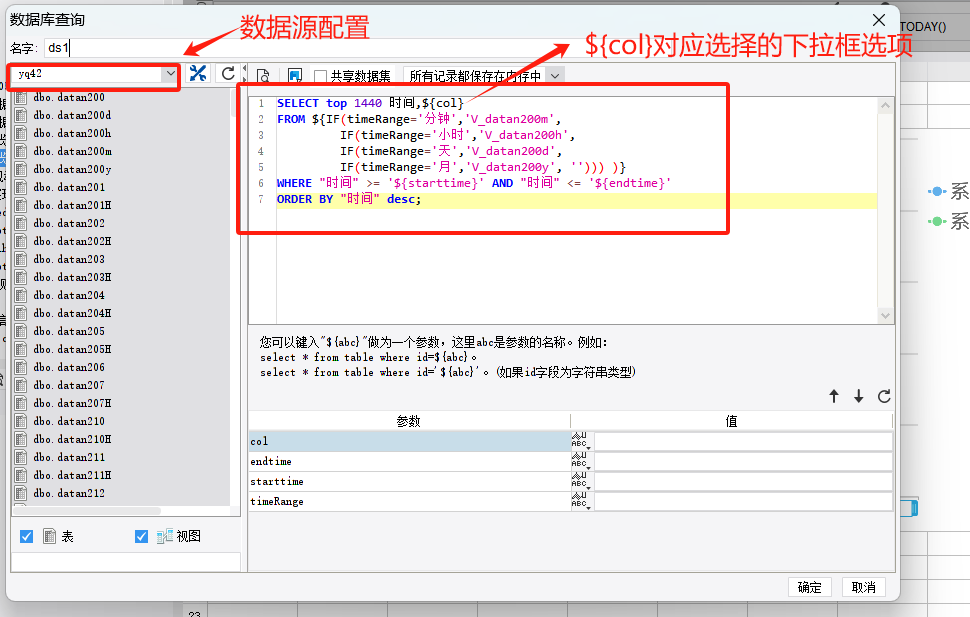 数据库查询
数据源配置
TODAY()
名字: ds1
${col}对应选择的下拉框选项
yq42
共享数据集
所有记录都保存在内存中
dbo.datan200
dbo.datan200d
dbo.datan200h
dbo.datan200m
dbo.datan200y
dbo.datan201
dbo.datan201H
dbo.datan202
dbo.datan202H
dbo.datan203
dbo.datan203H
dbo.datan204
dbo.datan204H
dbo.datan205
dbo.datan205H
dbo.datan206
dbo.datan207
dbo.datan207H
dbo.datan210
dbo.datan210H
dbo.datan211
dbo.datan211H
dbo.datan212
表
视图
1 SELECT top 1440 时间,${col}
2 FROM ${IF(timeRange='分钟','V_datan200m',
3 IF(timeRange='小时','V_datan200h',
4 IF(timeRange='天','V_datan200d',
5 IF(timeRange='月','V_datan200y', ''))) )}
6 WHERE "时间" >= '${starttime}' AND "时间" <= '${endtime}'
7 ORDER BY "时间" desc;
系
系
您可以键入"${abc}"做为一个参数，这里abc是参数的名称。例如:
select * from table where id=${abc}。
select * from table where id='${abc}'。(如果id字段为字符串类型)
参数
值
col
endtime
starttime
timeRange
确定
取消
23